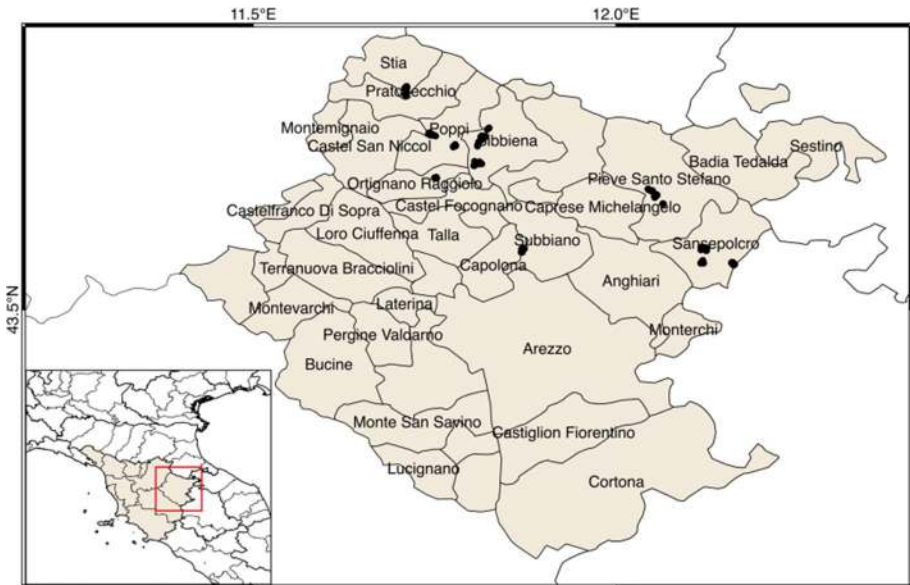 11.5°E
12.0°E
43.5°N
Stia
Pratovecchio
Montemignaio
Poppi
Castel San Niccol
Bibbiena
Badia Tedalda
Sestino
Ortignano Raggiolo
Pieve Santo Stefano
Castelfranco Di Sopra
Castel Focognano
Caprese Michelangelo
Loro Ciuffenna
Talla
Subbiano
Sansepolcro
Terranuova Bracciolini
Capolona
Anghiari
Montevarchi
Laterina
Pergine Valdarno
Monterchi
Bucine
Arezzo
Monte San Savino
Castiglion Fiorentino
Lucignano
Cortona